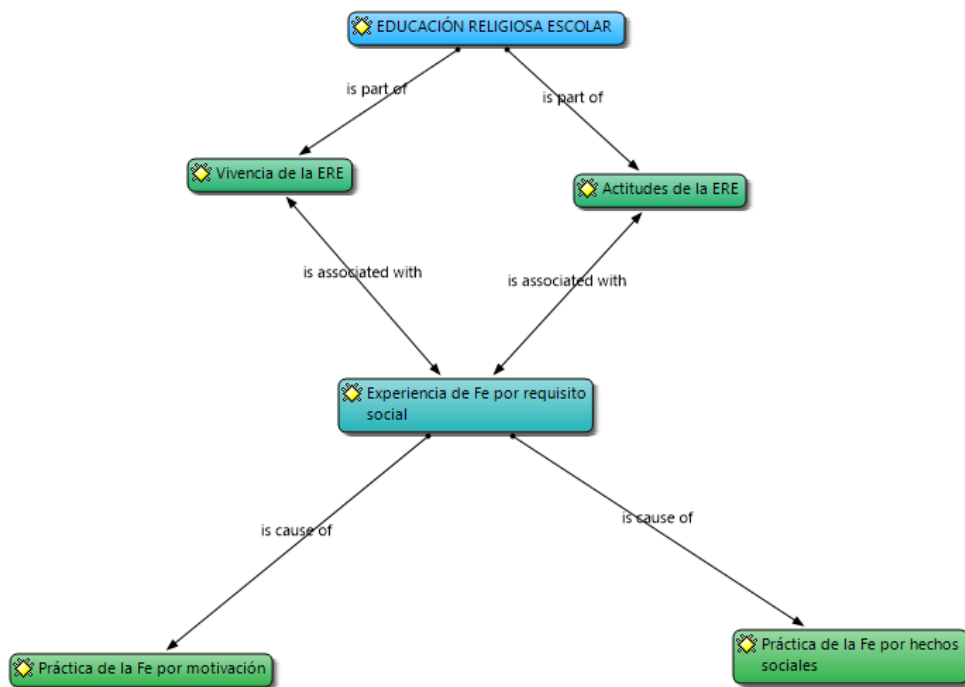 EDUCACIÓN RELIGIOSA ESCOLAR
is part of
is part of
Vivencia de la ERE
Actitudes de la ERE
is associated with
is associated with
Experiencia de Fe por requisito
social
is cause of
is cause of
Práctica de la Fe por motivación
Práctica de la Fe por hechos
sociales